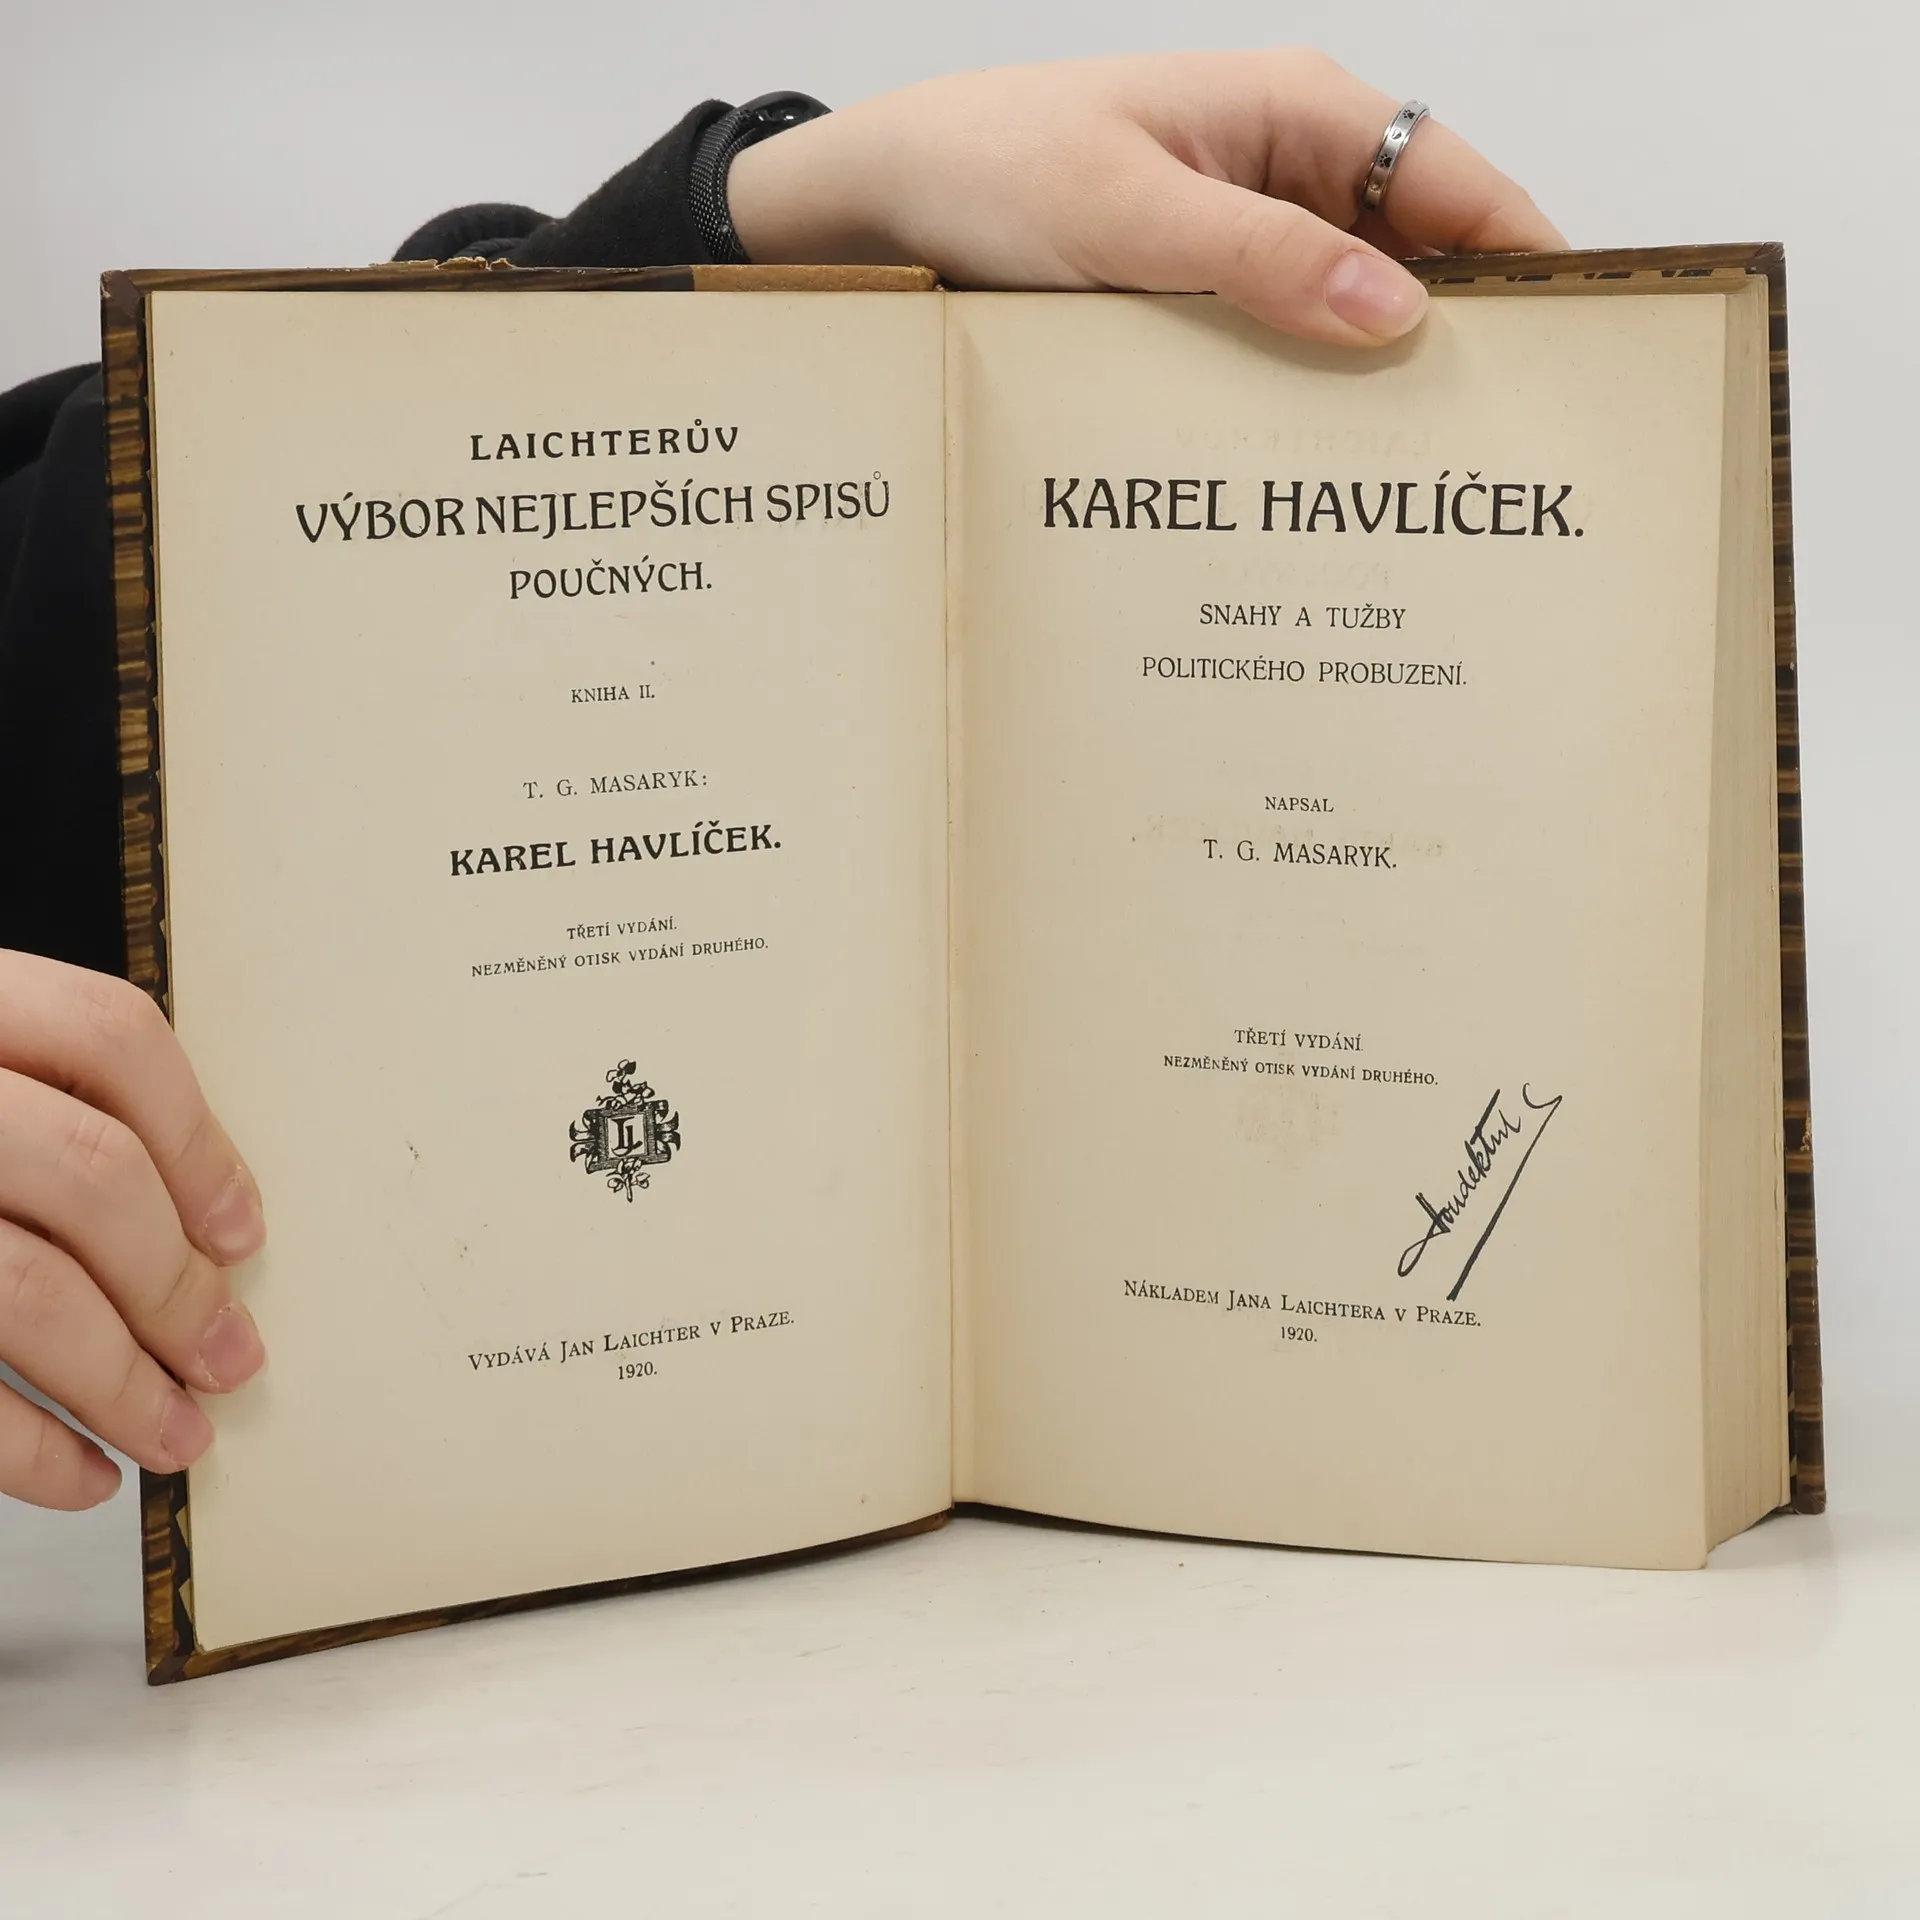 LAICHTERŮV
VÝBOR NEJLEPŠÍCH SPISŮ
POUČNÝCH.
KNIHA II.
T. G. MASARYK:
KAREL HAVLÍČEK.
TŘETÍ VYDÁNÍ.
NEZMĚNĚNÝ OTISK VYDÁNÍ DRUHÉHO.
VYDÁVÁ JAN LAICHTER V PRAZE.
1920.
KAREL HAVLÍČEK.
SNAHY A TUŽBY
POLITICKÉHO PROBUZENÍ.
NAPSAL
T. G. MASARYK.
TŘETÍ VYDÁNÍ
NEZMĚNĚNÝ OTISK VYDÁNÍ DRUHÉHO.
NÁKLADEM JANA LAICHTERA V PRAZE.
1920.